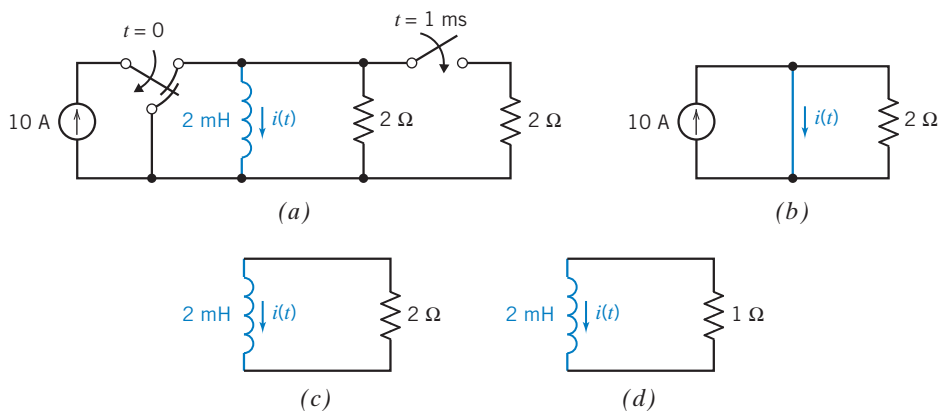 t = 0
t = 1 ms
10 A
2 mH
i(t)
2 Ω
2 Ω
(a)
10 A
i(t)
2 Ω
(b)
2 mH
i(t)
2 Ω
(c)
2 mH
i(t)
1 Ω
(d)